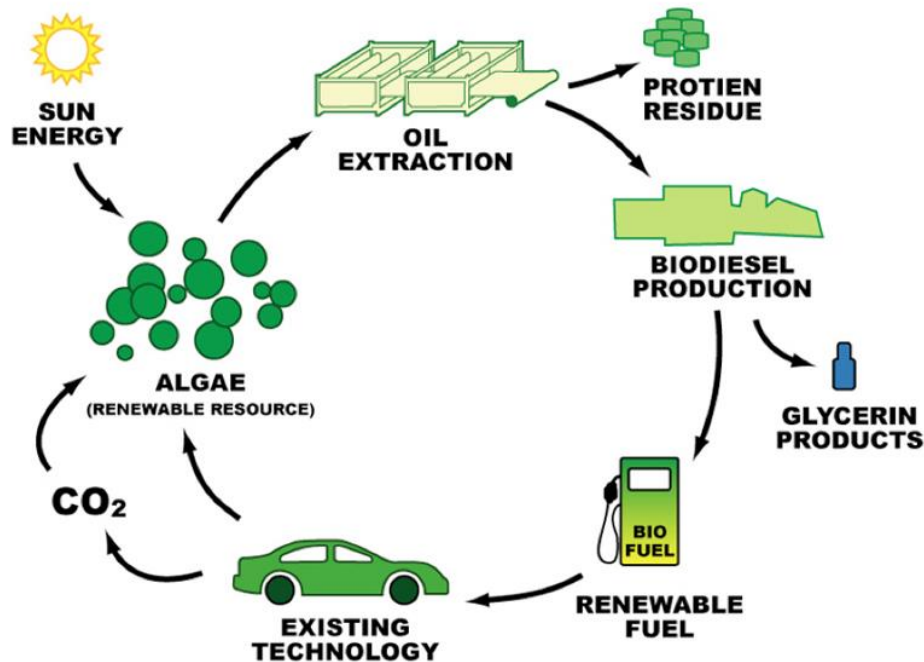 SUN
ENERGY
OIL
EXTRACTION
PROTIEN
RESIDUE
BIODIESEL
PRODUCTION
GLYCERIN
PRODUCTS
BIO
FUEL
RENEWABLE
FUEL
EXISTING
TECHNOLOGY
CO₂
ALGAE
(RENEWABLE RESOURCE)